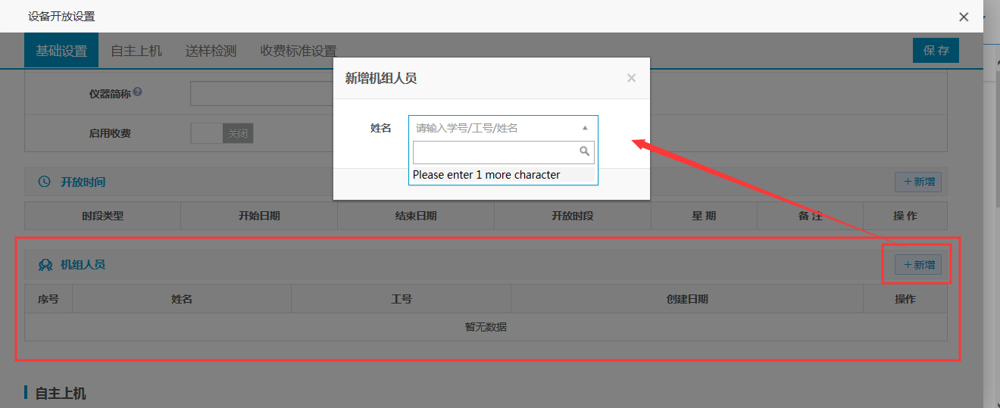 设备开放设置
基础设置 自主上机 送样检测 收费标准设置 保 存
新增机组人员
仪器简称
姓名 请输入学号/工号/姓名
启用收费 关闭
Please enter 1 more character
开放时间 +新增
时段类型 开始日期 结束日期 开放时段 星 期 备 注 操 作
机组人员 +新增
序号 姓名 工号 创建日期 操作
暂无数据
自主上机